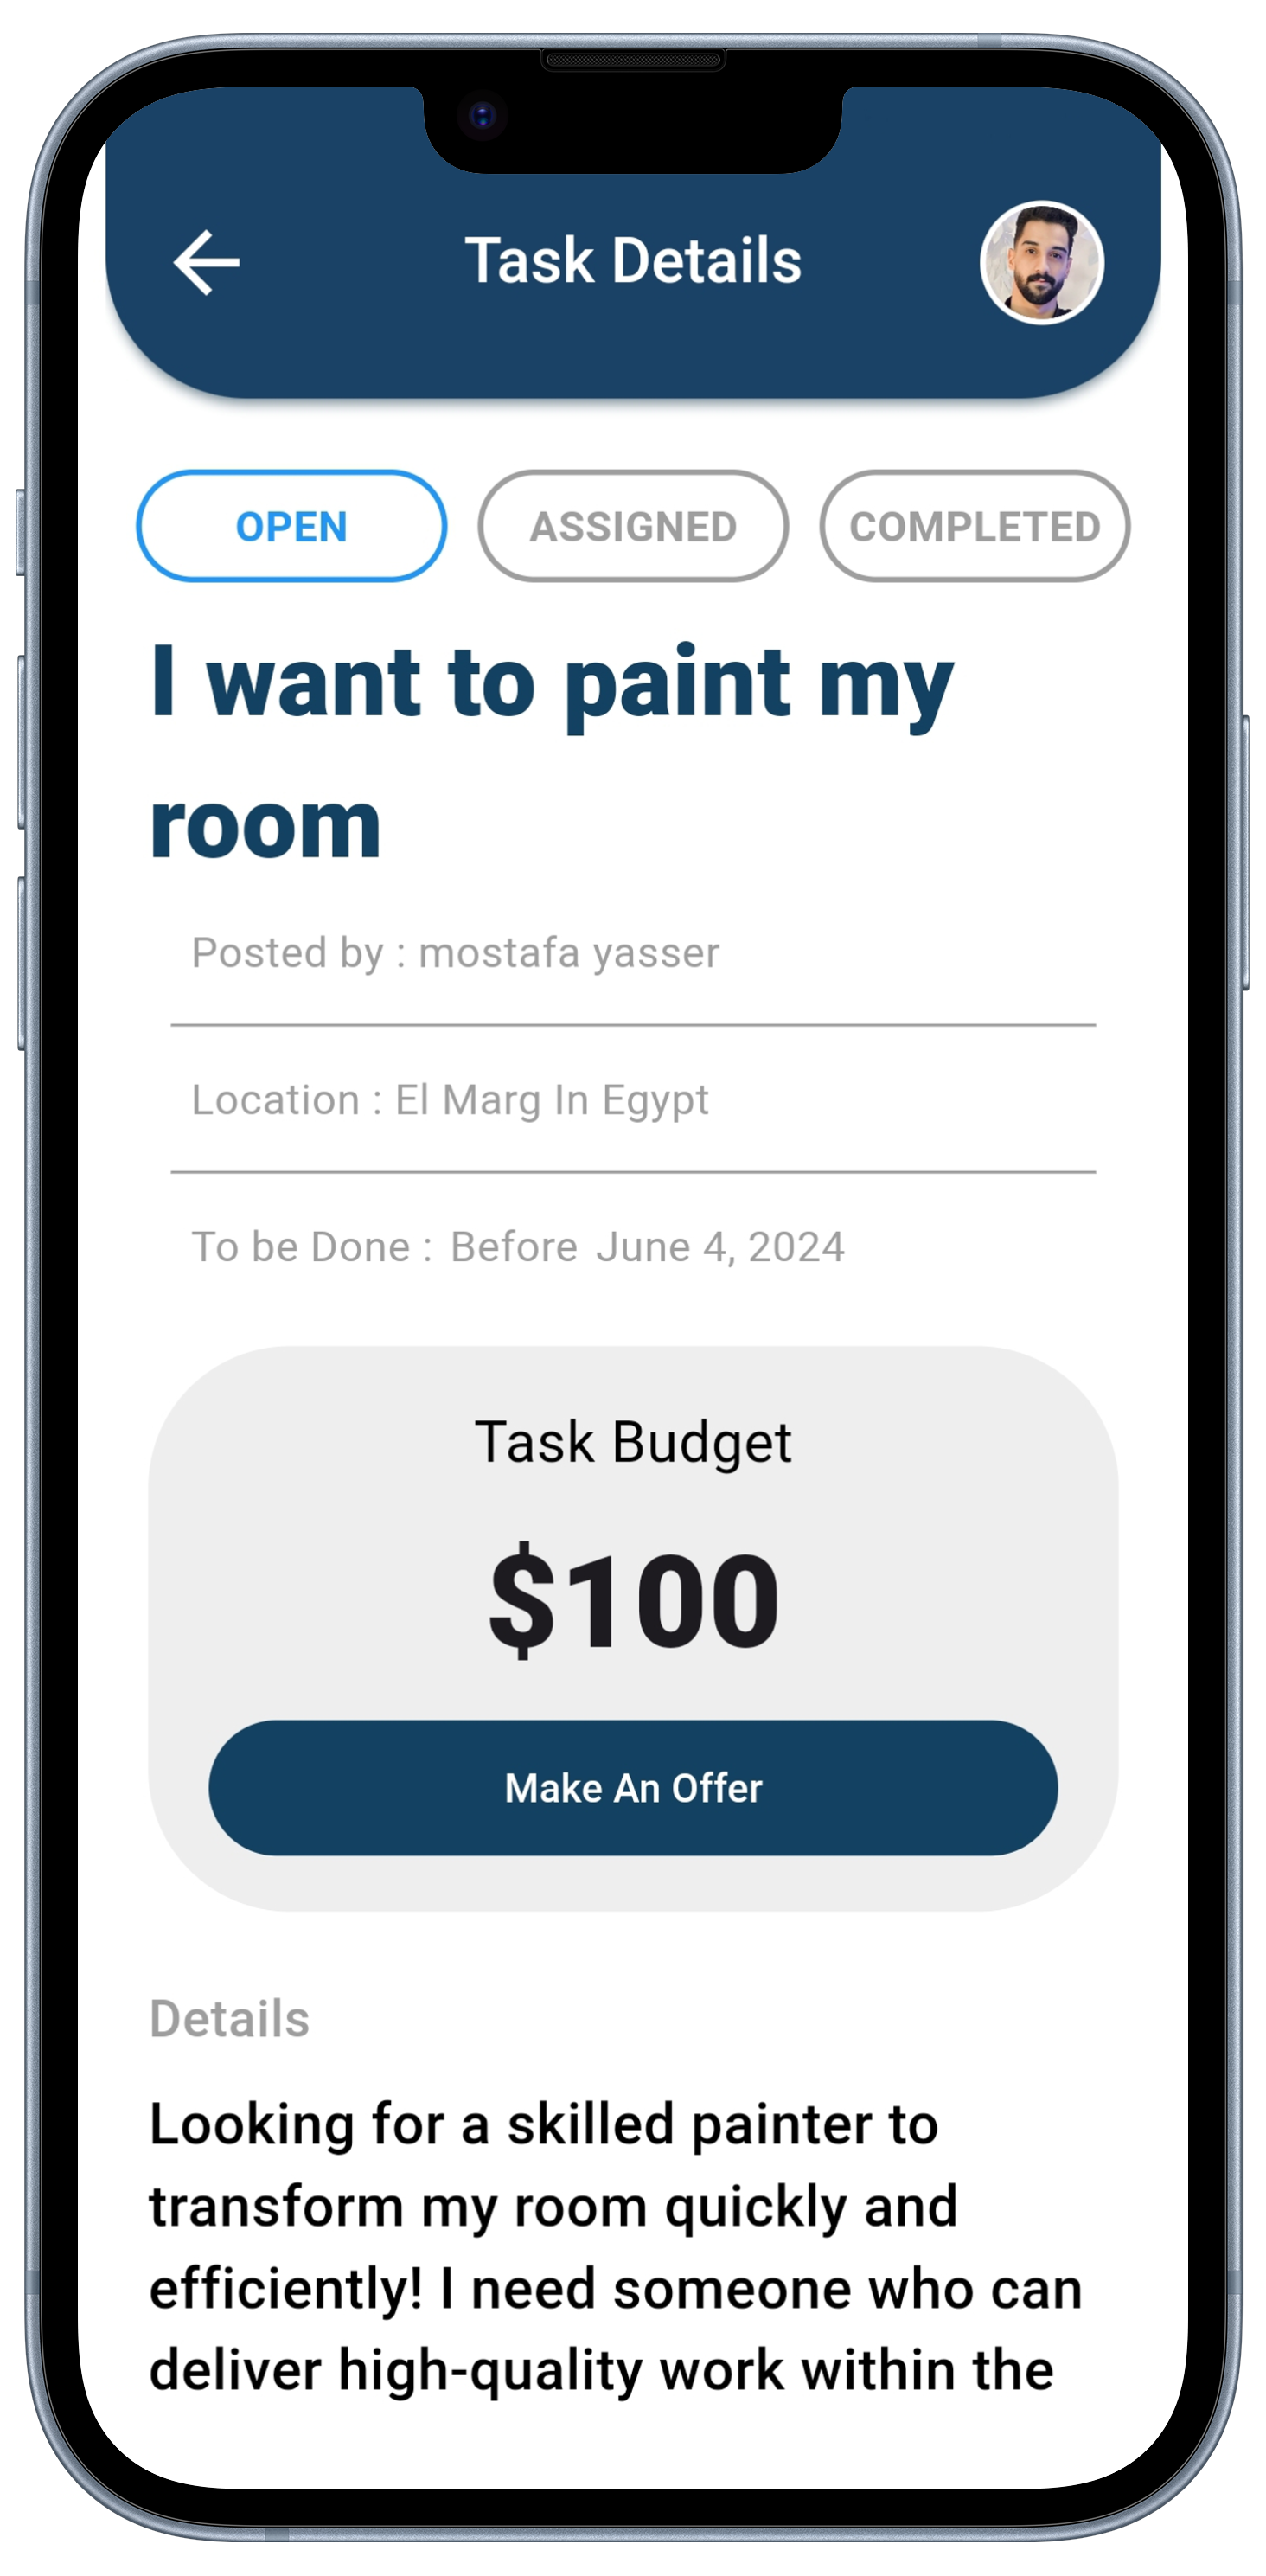 Task Details
OPEN
ASSIGNED
COMPLETED
I want to paint my
room
Posted by : mostafa yasser
Location : El Marg In Egypt
To be Done : Before June 4, 2024
Task Budget
$100
Make An Offer
Details
Looking for a skilled painter to
transform my room quickly and
efficiently! I need someone who can
deliver high-quality work within the